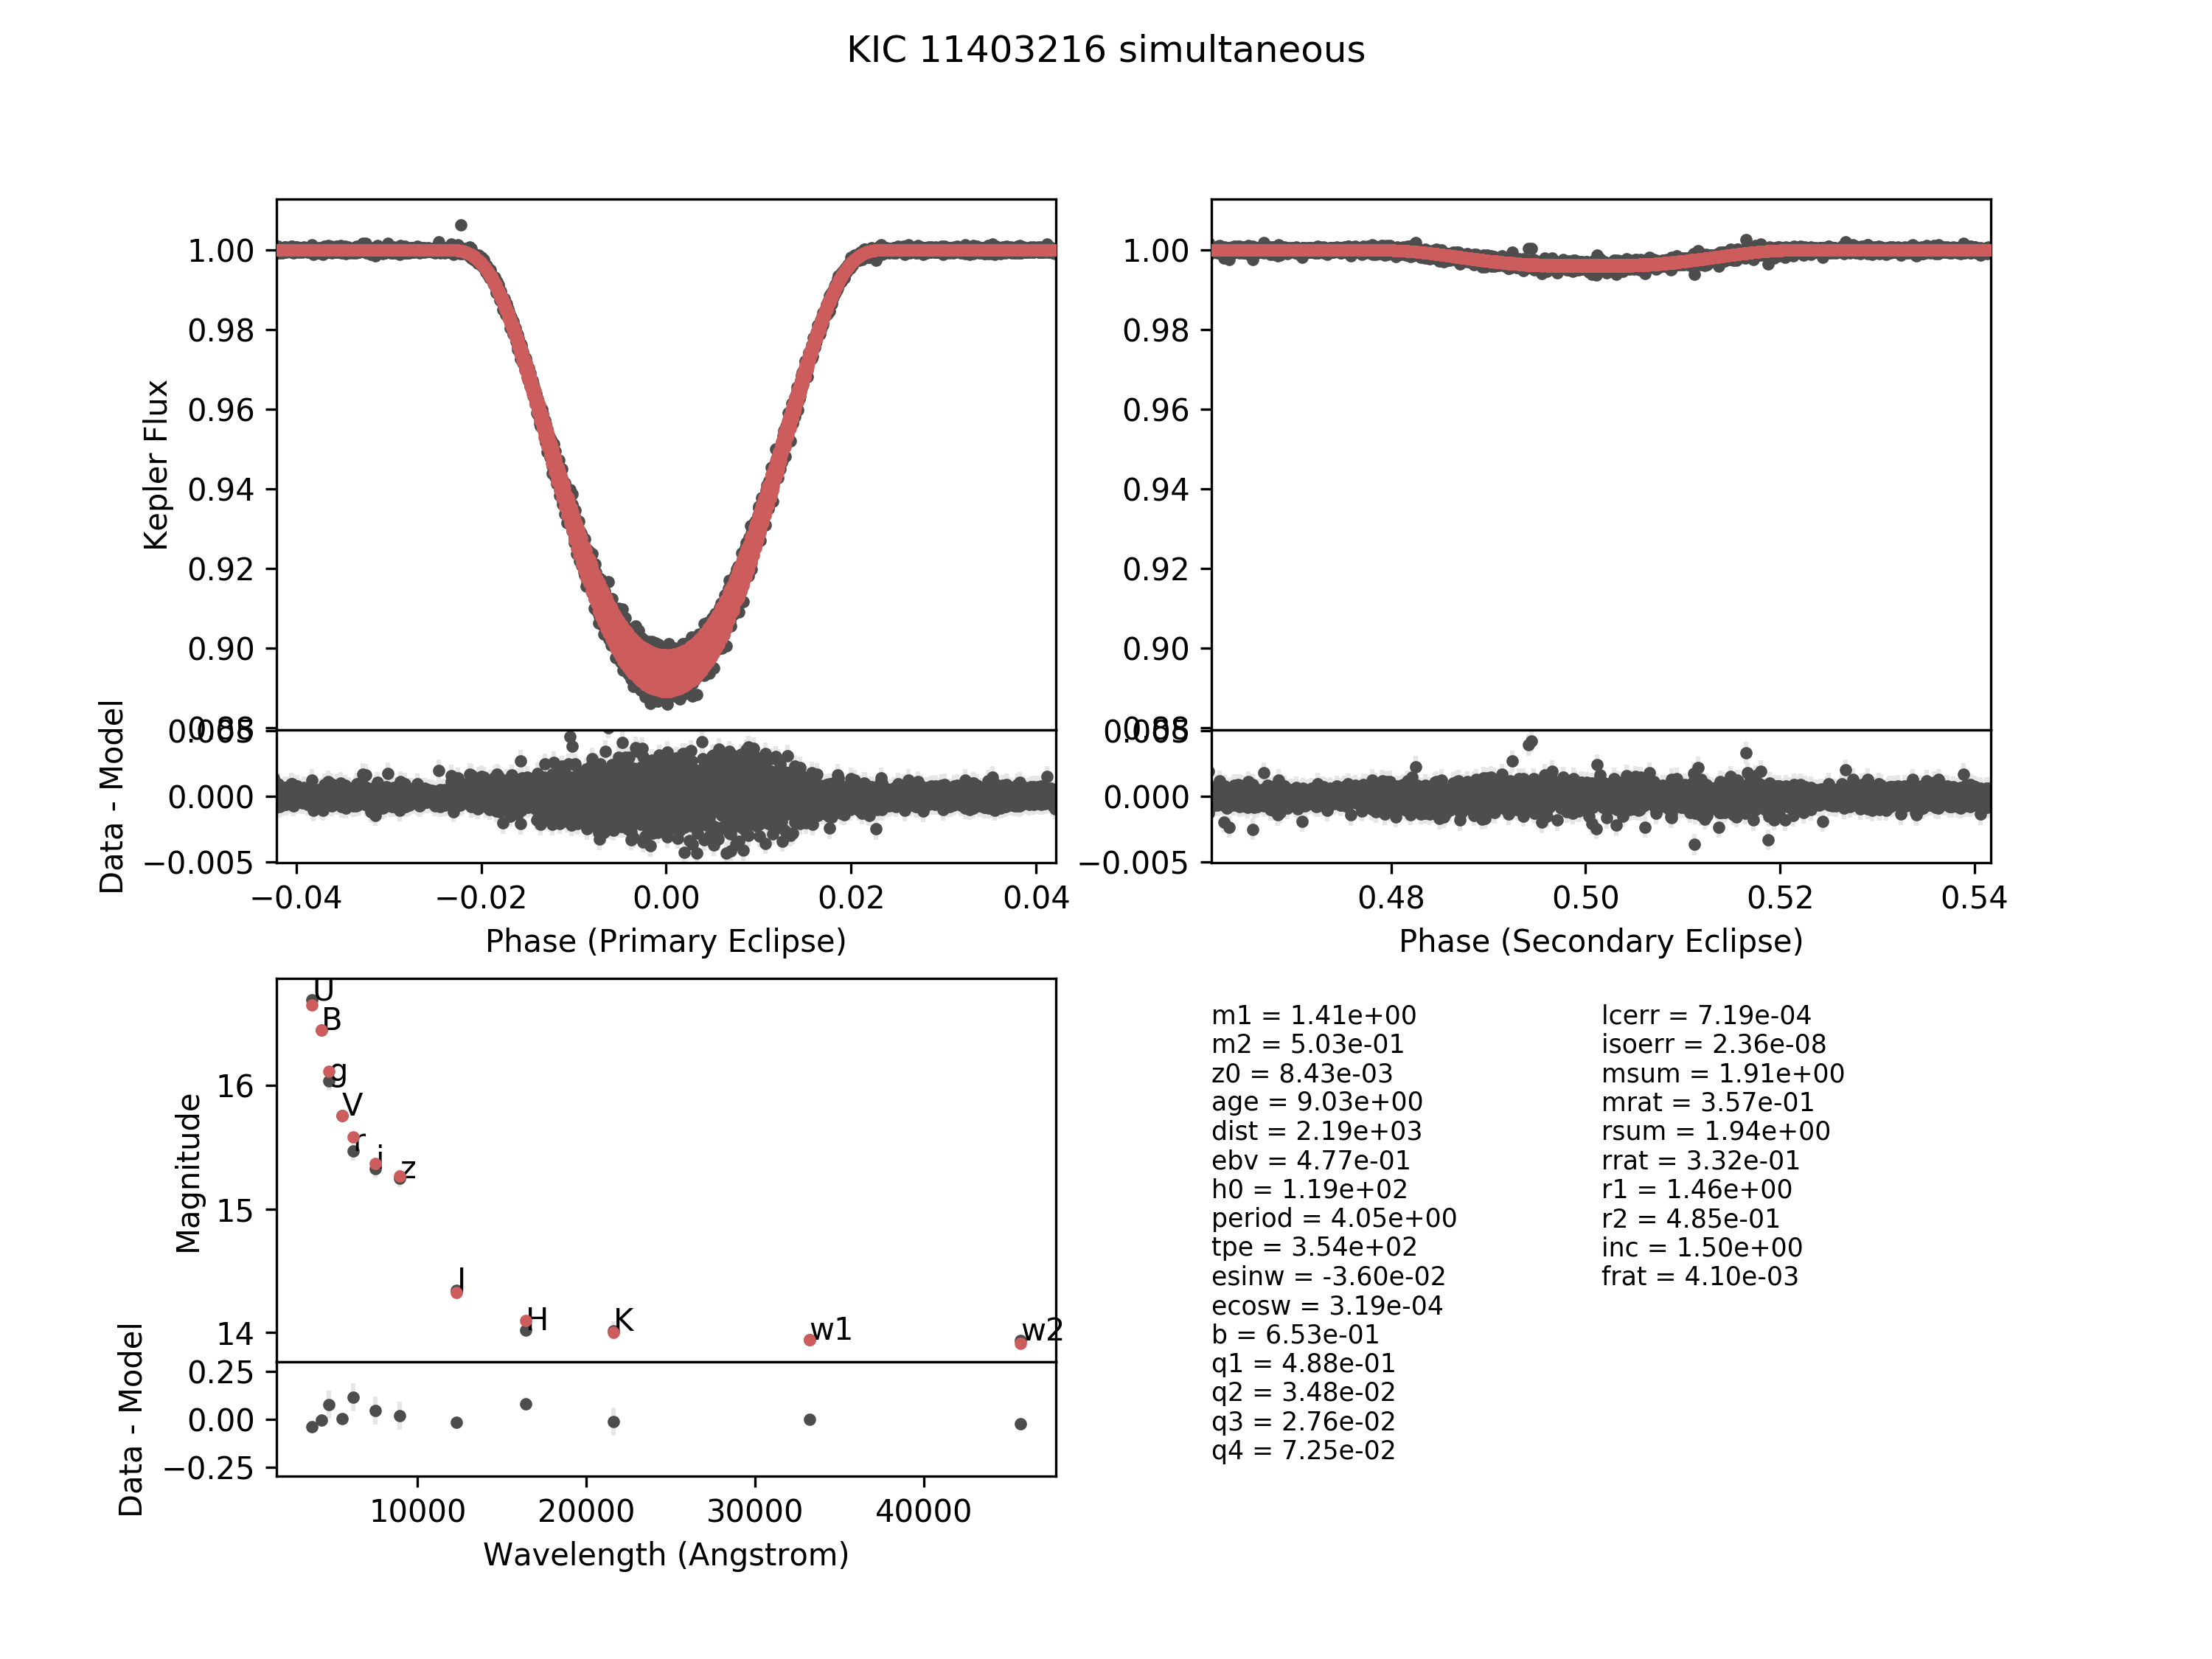 KIC 11403216 simultaneous
Kepler Flux
1.00
0.98
0.96
0.94
0.92
0.90
0.88
Data - Model
0.005
0.000
−0.005
−0.04
−0.02
0.00
0.02
0.04
Phase (Primary Eclipse)
1.00
0.98
0.96
0.94
0.92
0.90
0.88
0.005
0.000
−0.005
0.48
0.50
0.52
0.54
Phase (Secondary Eclipse)
Magnitude
16
15
14
U
B
g
V
r
i
z
J
H
K
w1
w2
Data - Model
0.25
0.00
−0.25
10000
20000
30000
40000
Wavelength (Angstrom)
m1 = 1.41e+00
m2 = 5.03e-01
z0 = 8.43e-03
age = 9.03e+00
dist = 2.19e+03
ebv = 4.77e-01
h0 = 1.19e+02
period = 4.05e+00
tpe = 3.54e+02
esinw = -3.60e-02
ecosw = 3.19e-04
b = 6.53e-01
q1 = 4.88e-01
q2 = 3.48e-02
q3 = 2.76e-02
q4 = 7.25e-02
lcerr = 7.19e-04
isoerr = 2.36e-08
msum = 1.91e+00
mrat = 3.57e-01
rsum = 1.94e+00
rrat = 3.32e-01
r1 = 1.46e+00
r2 = 4.85e-01
inc = 1.50e+00
frat = 4.10e-03